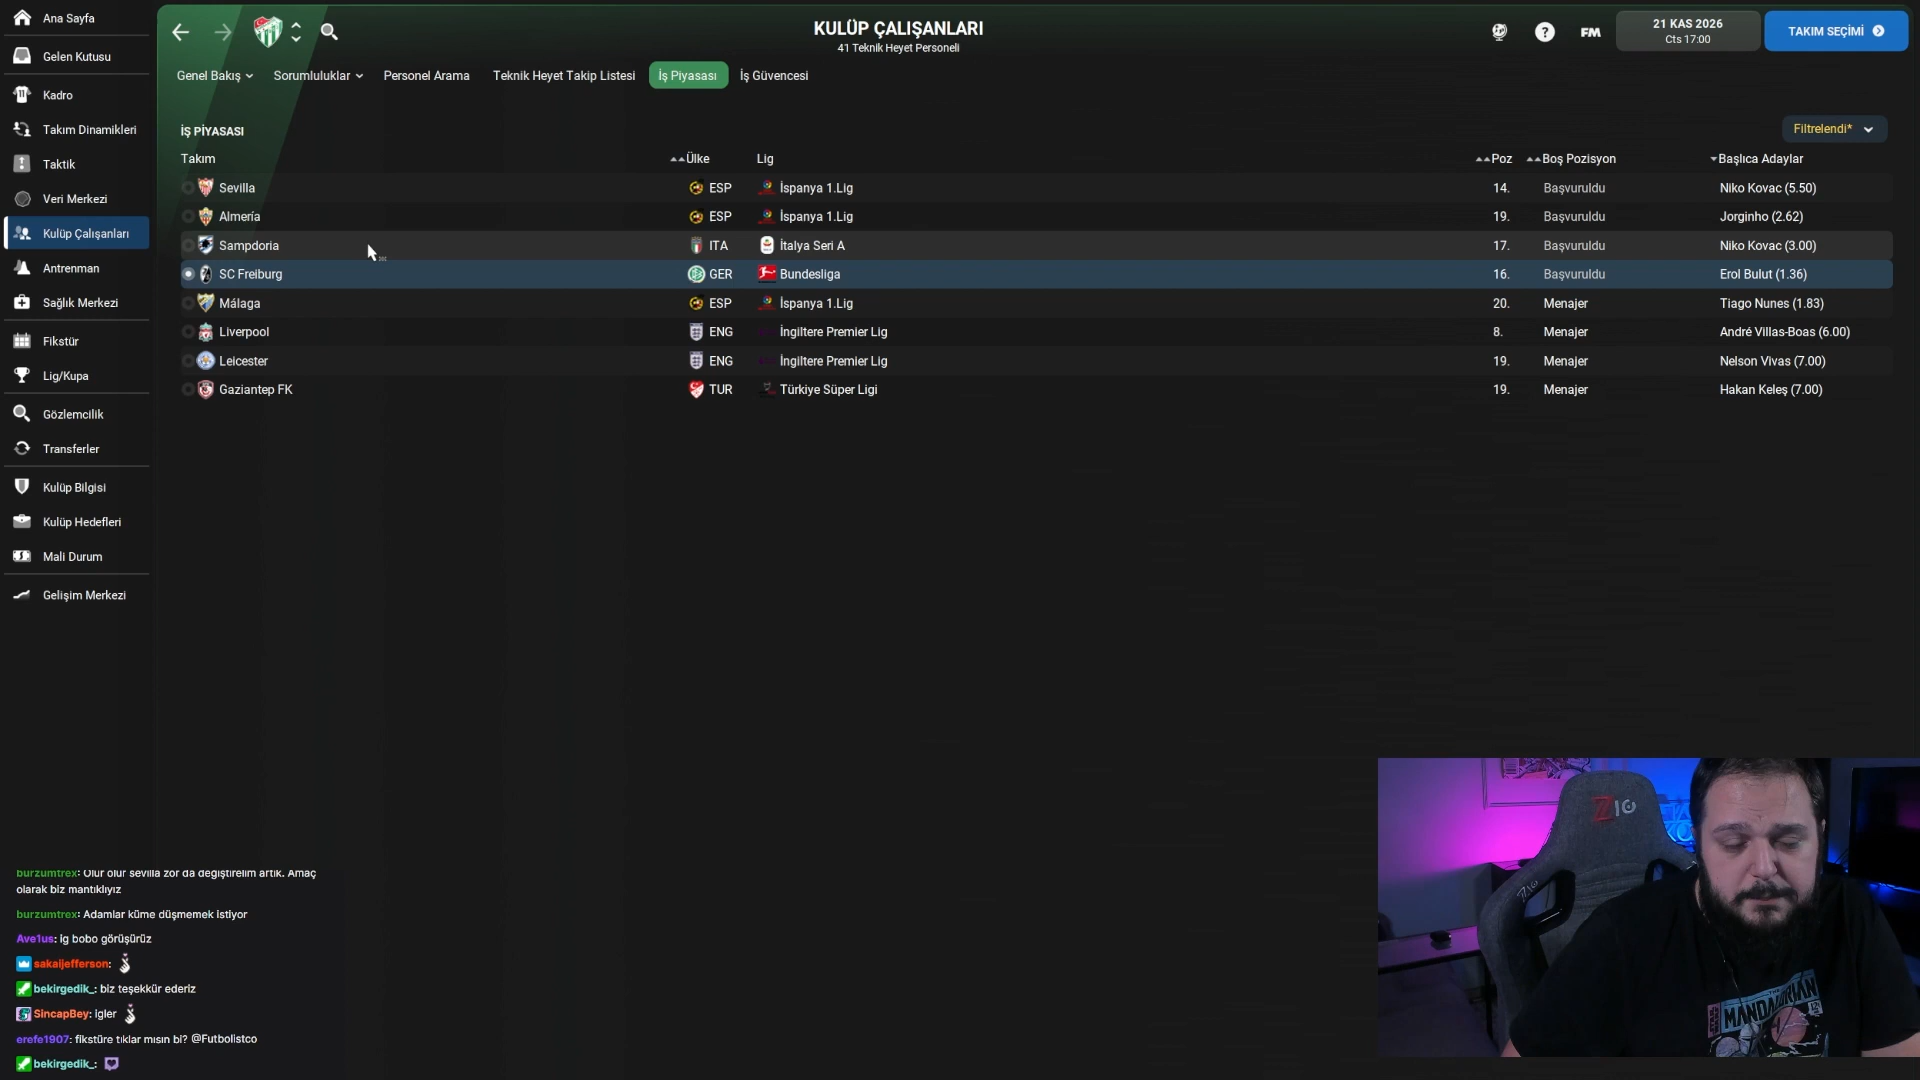 Ana Sayfa
Gelen Kutusu
Kadro
Takım Dinamikleri
Taktik
Veri Merkezi
Kulüp Çalışanları
Antrenman
Sağlık Merkezi
Fikstür
Lig/Kupa
Gözlemcilik
Transferler
Kulüp Bilgisi
Kulüp Hedefleri
Mali Durum
Gelişim Merkezi
KULÜP ÇALIŞANLARI
41 Teknik Heyet Personeli
FM
21 KAS 2026
Cts 17:00
TAKIM SEÇİMİ
Genel Bakış Sorumluluklar Personel Arama Teknik Heyet Takip Listesi İş Piyasası İş Güvencesi
İŞ PİYASASI
Filtrelendi*
Takım Ülke Lig Poz Boş Pozisyon Başlıca Adaylar
Sevilla ESP İspanya 1.Lig 14. Başvuruldu Niko Kovac (5.50)
Almería ESP İspanya 1.Lig 19. Başvuruldu Jorginho (2.62)
Sampdoria ITA İtalya Seri A 17. Başvuruldu Niko Kovac (3.00)
SC Freiburg GER Bundesliga 16. Başvuruldu Erol Bulut (1.36)
Málaga ESP İspanya 1.Lig 20. Menajer Tiago Nunes (1.83)
Liverpool ENG İngiltere Premier Lig 8. Menajer André Villas-Boas (6.00)
Leicester ENG İngiltere Premier Lig 19. Menajer Nelson Vivas (7.00)
Gaziantep FK TUR Türkiye Süper Ligi 19. Menajer Hakan Keleş (7.00)
burzumtrex: Olur olur sevilla zor da değiştirelim artık. Amaç
olarak biz mantıklıyız
burzumtrex: Adamlar küme düşmemek istiyor
Ave1us: ig bobo görüşürüz
sakaljefferson:
bekirgedik_: biz teşekkür ederiz
SincapBey: igler
erefe1907: fikstüre tıklar mısın bi? @Futbolistco
bekirgedik_:
Z10
THE
MANDALORIAN